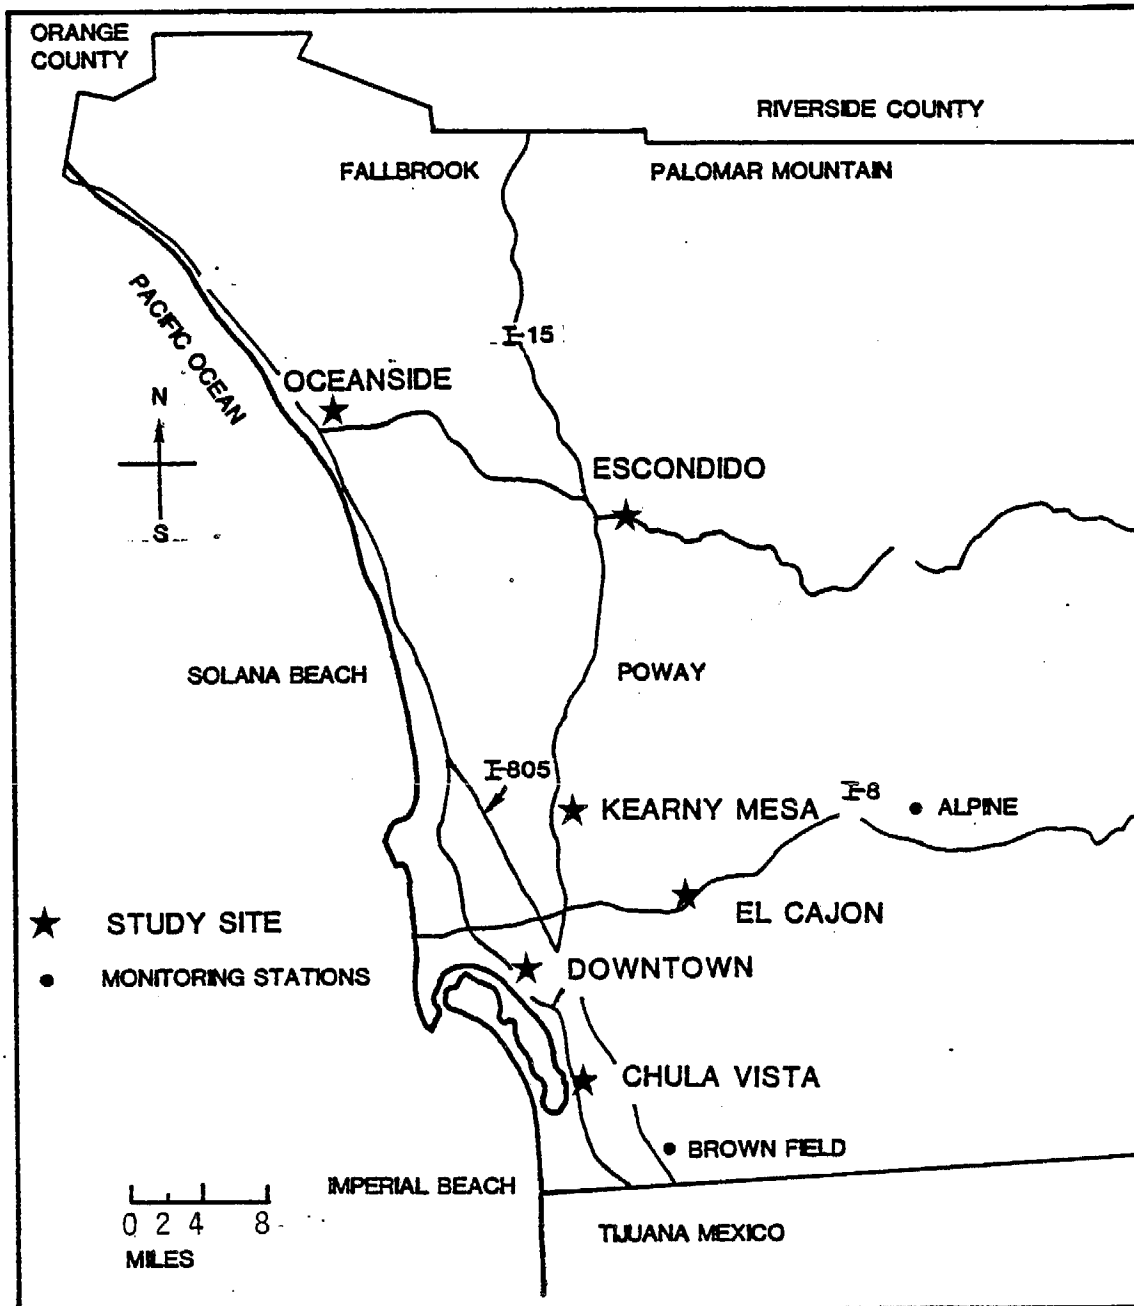 ORANGE
COUNTY
RIVERSIDE COUNTY
FALLBROOK
PALOMAR MOUNTAIN
PACIFIC OCEAN
I-15
OCEANSIDE
N
S
ESCONDIDO
SOLANA BEACH
POWAY
I-805
KEARNY MESA
I-8
ALPINE
EL CAJON
STUDY SITE
MONITORING STATIONS
DOWNTOWN
CHULA VISTA
BROWN FIELD
IMPERIAL BEACH
0 2 4 8
MILES
TIJUANA MEXICO